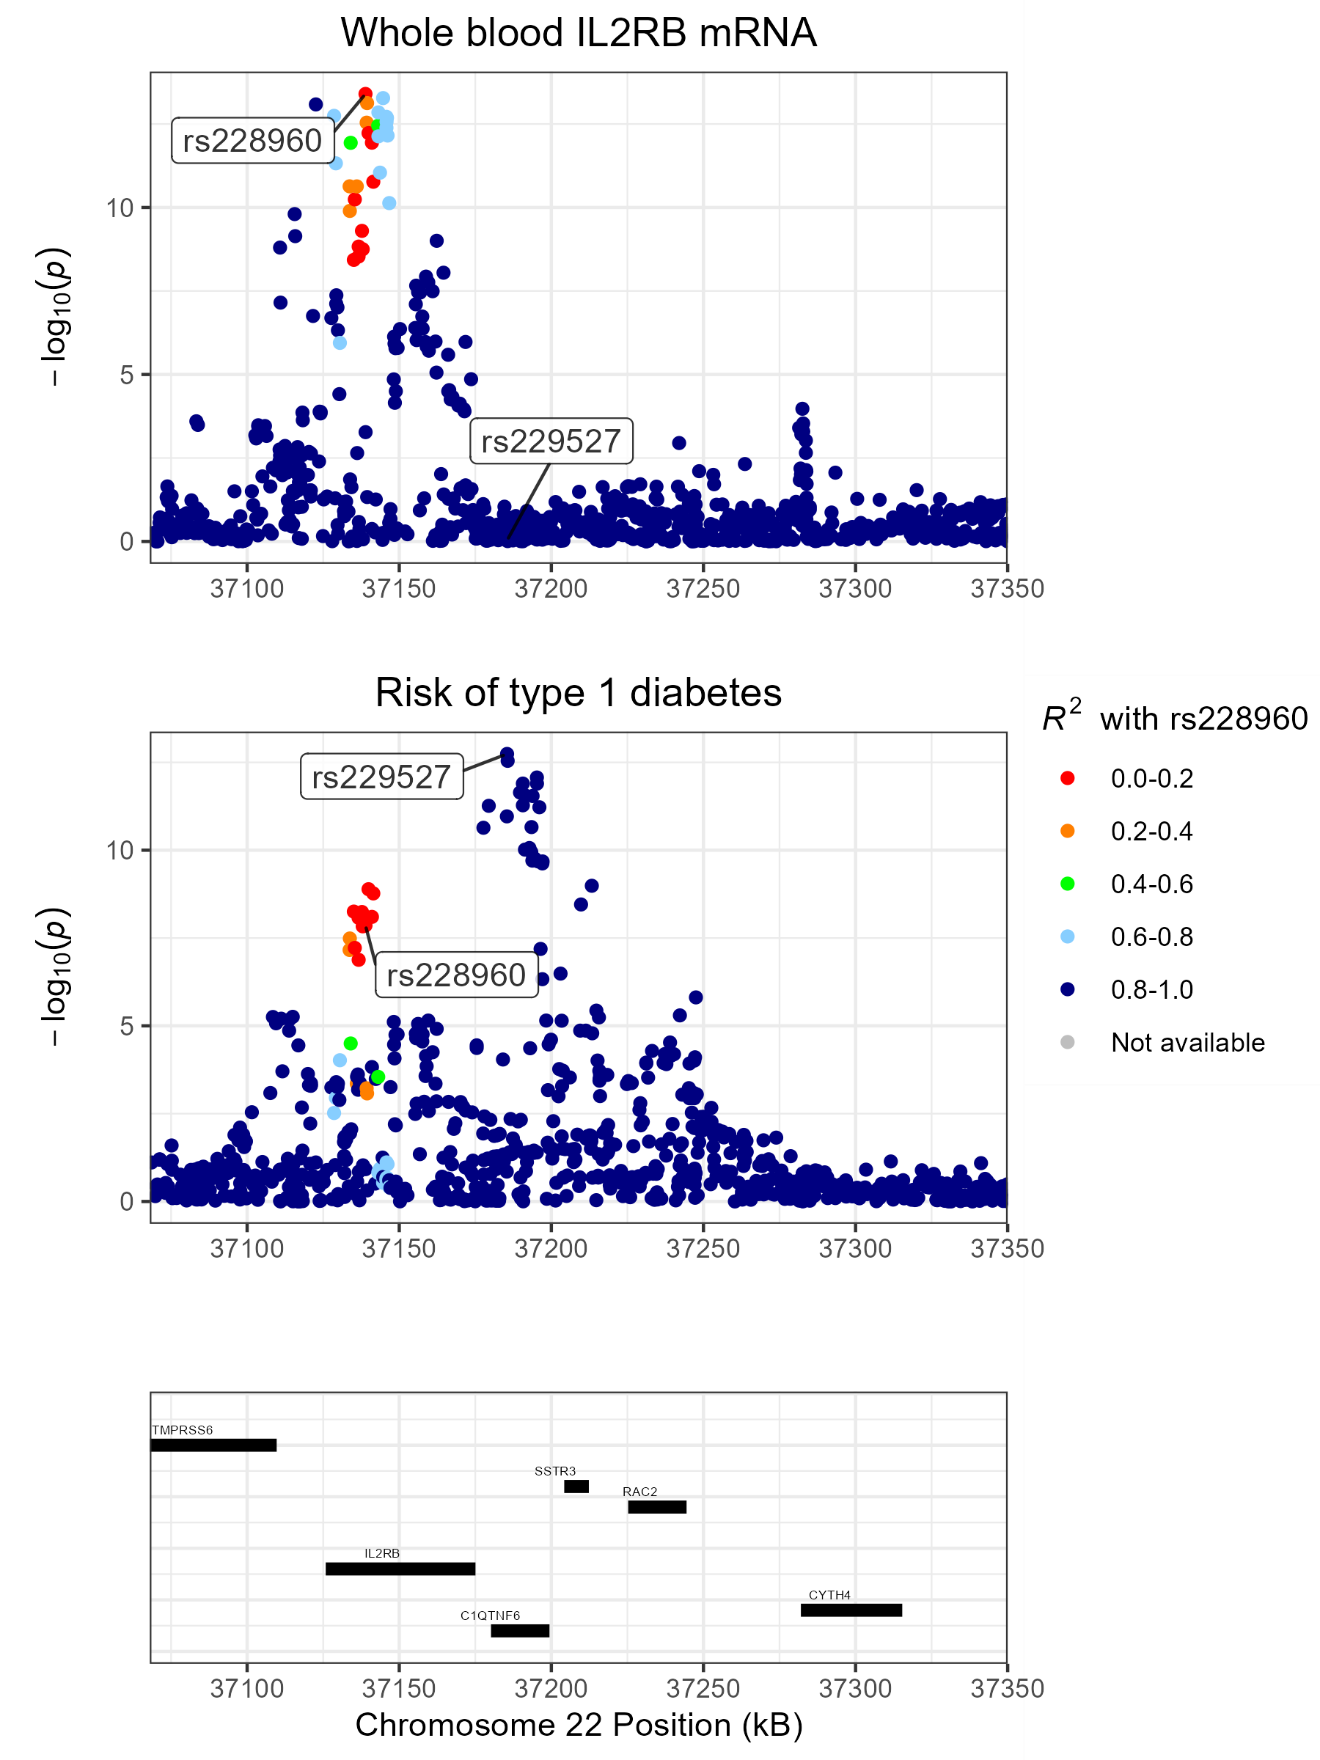 Whole blood IL2RB mRNA
rs228960
rs229527
− log10(p)
10
5
0
37100 37150 37200 37250 37300 37350
Risk of type 1 diabetes
rs229527
rs228960
− log10(p)
10
5
0
37100 37150 37200 37250 37300 37350
R2 with rs228960
0.0-0.2
0.2-0.4
0.4-0.6
0.6-0.8
0.8-1.0
Not available
TMPRSS6
SSTR3
RAC2
IL2RB
CYTH4
C1QTNF6
37100 37150 37200 37250 37300 37350
Chromosome 22 Position (kB)